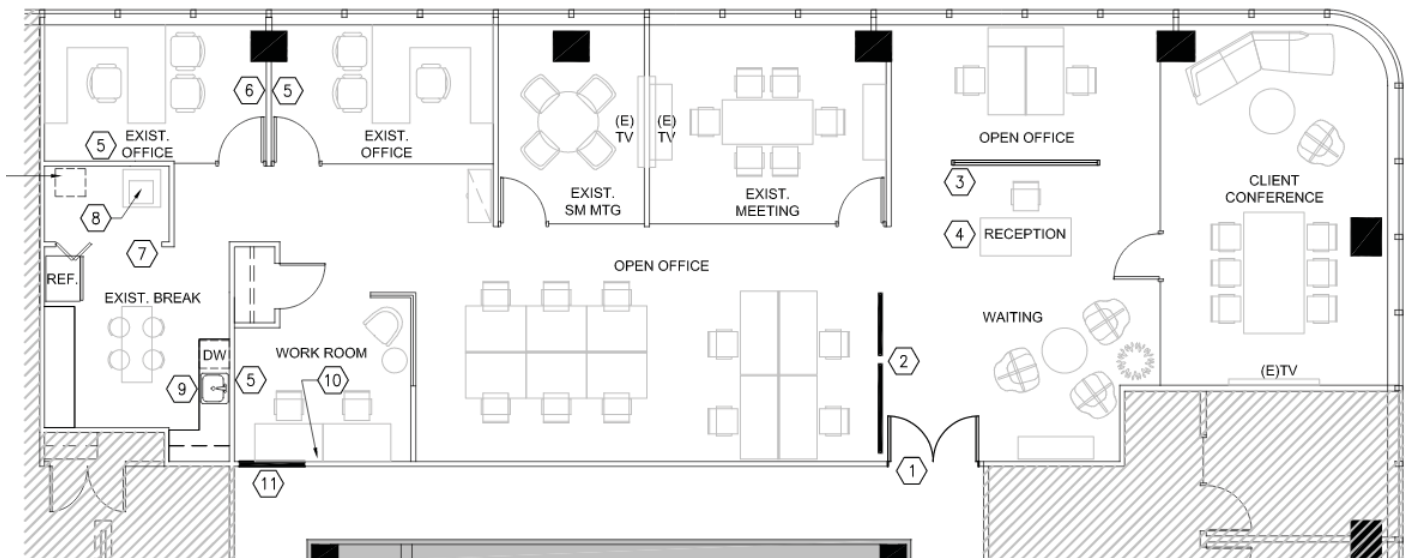 6
5
(E)
TV
(E)
TV
5
EXIST.
OFFICE
EXIST.
OFFICE
OPEN OFFICE
3
CLIENT
CONFERENCE
EXIST.
SM MTG
EXIST.
MEETING
8
4
RECEPTION
7
REF.
OPEN OFFICE
EXIST. BREAK
WAITING
DW
WORK ROOM
2
9
5
10
(E)TV
1
11